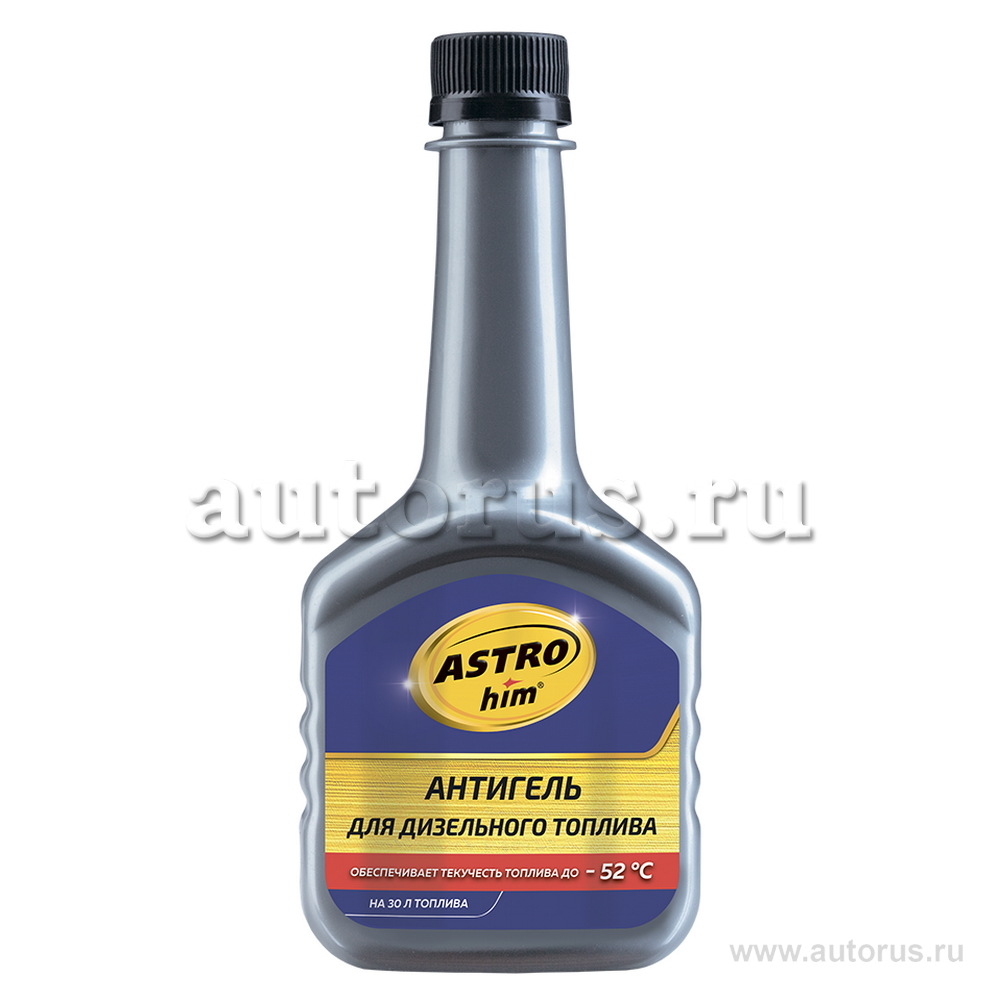 autorus.ru
ASTRO
him®
АНТИГЕЛЬ
ДЛЯ ДИЗЕЛЬНОГО ТОПЛИВА
ОБЕСПЕЧИВАЕТ ТЕКУЧЕСТЬ ТОПЛИВА ДО - 52 °С
НА 30 Л ТОПЛИВА
www.autorus.ru